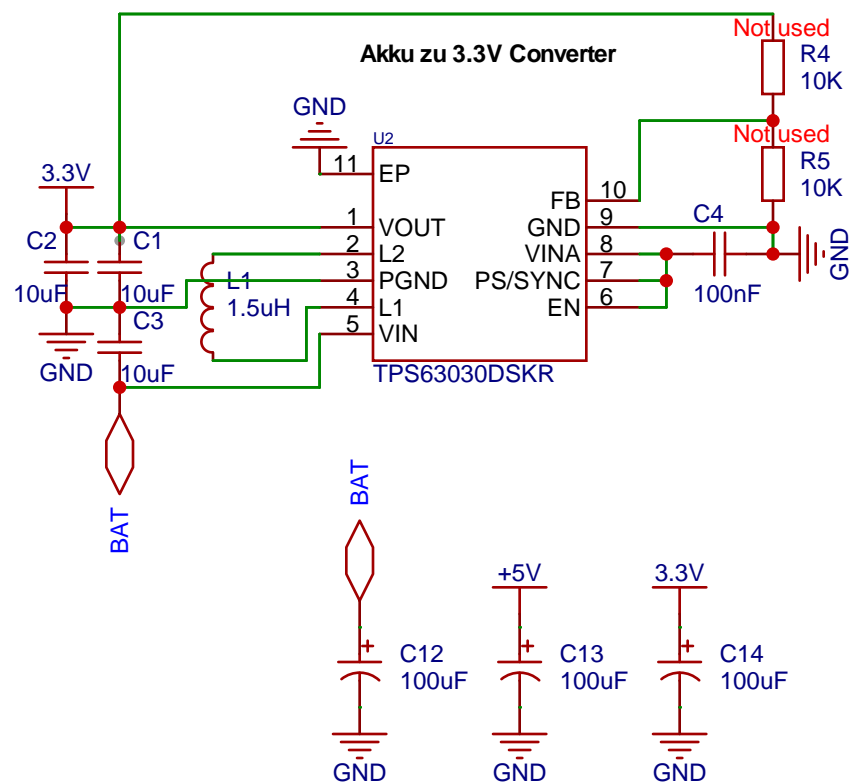 Not used
Akku zu 3.3V Converter
R4
10K
GND
U2
Not used
11
EP
R5
3.3V
10K
FB
10
1
VOUT
GND
9
C4
C2
C1
2
L2
VINA
8
10uF
10uF
L1
3
PGND
PS/SYNC
7
GND
1.5uH
4
L1
EN
6
100nF
C3
5
VIN
GND
10uF
TPS63030DSKR
BAT
BAT
+5V
3.3V
C12
100uF
C13
100uF
C14
100uF
GND
GND
GND